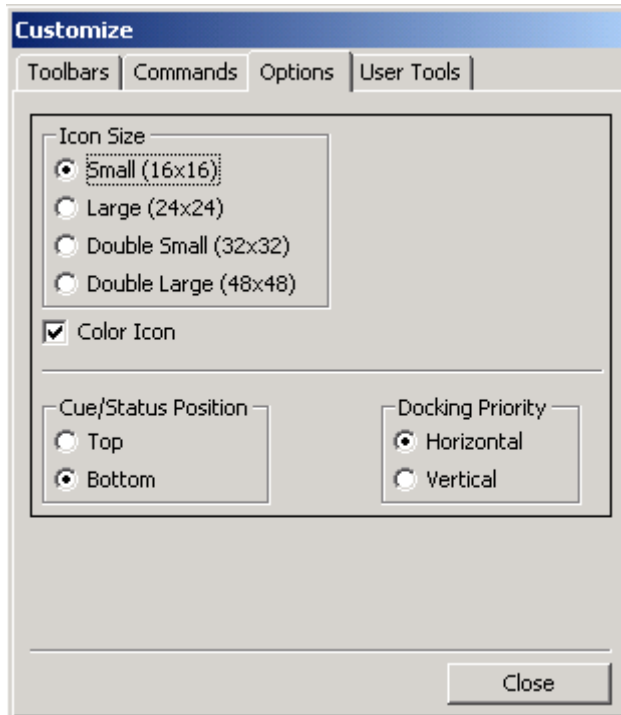 Customize
Toolbars Commands Options User Tools
Icon Size
Small (16x16)
Large (24x24)
Double Small (32x32)
Double Large (48x48)
Color Icon
Cue/Status Position
Top
Bottom
Docking Priority
Horizontal
Vertical
Close